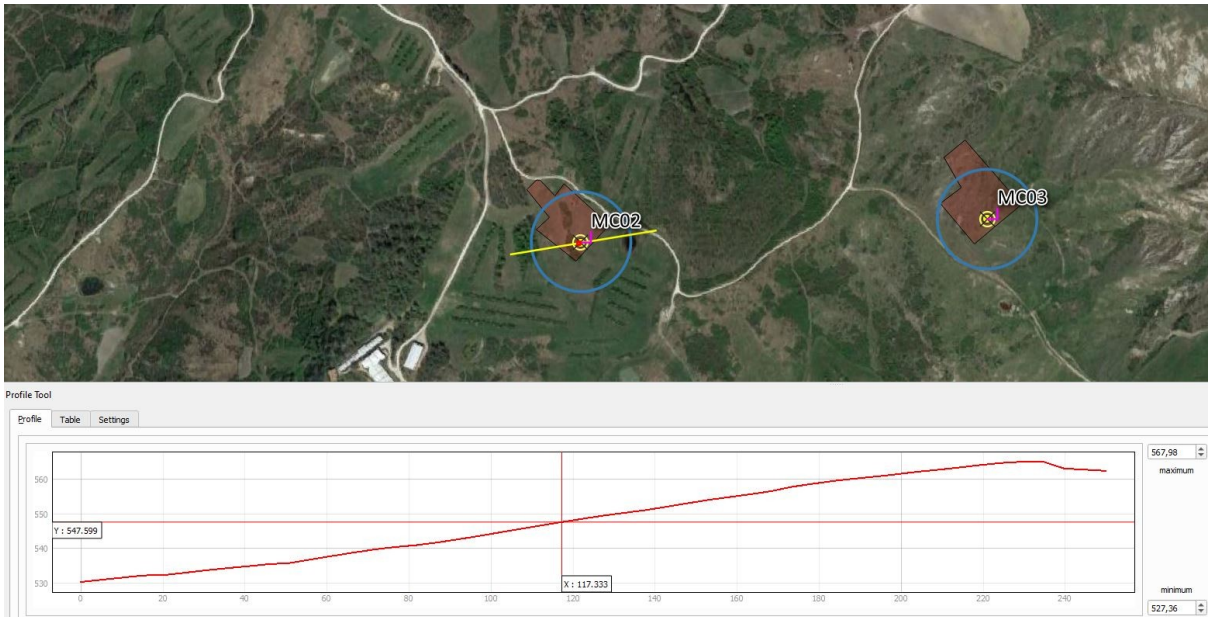 MC02
MC03
Profile Tool
Profile Table Settings
567,98
maximum
560
550
Y : 547.599
540
530
X : 117.333
0 20 40 60 80 100 120 140 160 180 200 220 240
minimum
527,36